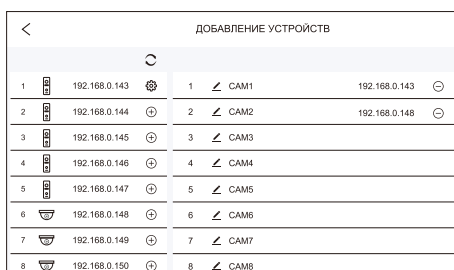 ДОБАВЛЕНИЕ УСТРОЙСТВ
1 192.168.0.143 1 CAM1 192.168.0.143
2 192.168.0.144 2 CAM2 192.168.0.148
3 192.168.0.145 3 CAM3
4 192.168.0.146 4 CAM4
5 192.168.0.147 5 CAM5
6 192.168.0.148 6 CAM6
7 192.168.0.149 7 CAM7
8 192.168.0.150 8 CAM8